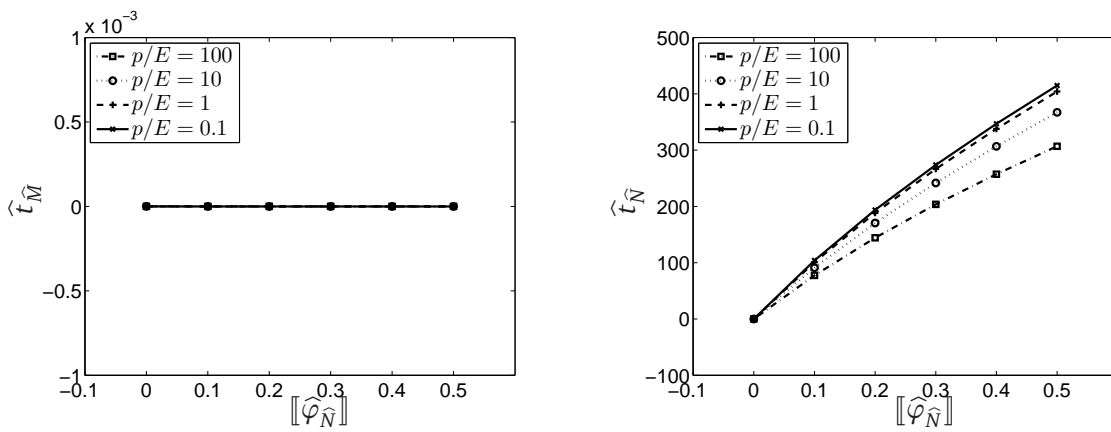 x 10⁻³
1
p/E = 100
p/E = 10
p/E = 1
p/E = 0.1
0.5
0
−0.5
−1
−0.1 0 0.1 0.2 0.3 0.4 0.5
⟦φ̂_N̂⟧
t̂_M̂
500
p/E = 100
p/E = 10
p/E = 1
p/E = 0.1
400
300
200
100
0
−100
−0.1 0 0.1 0.2 0.3 0.4 0.5
⟦φ̂_N̂⟧
t̂_N̂